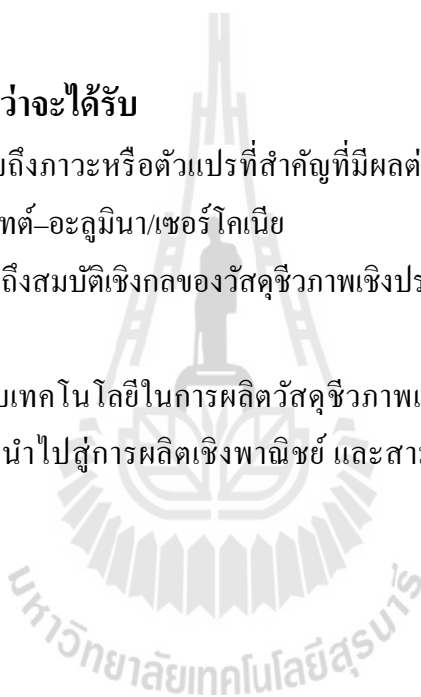 ว่าจะได้รับ
บถึงภาวะหรือตัวแปรที่สำคัญที่มีผลต่
ทต์–อะลูมินา/เซอร์โคเนีย
ถึงสมบัติเชิงกลของวัสดุชีวภาพเชิงปร
บเทคโนโลยีในการผลิตวัสดุชีวภาพเ
นำไปสู่การผลิตเชิงพาณิชย์ และสาม
มหาวิทยาลัยเทคโนโลยีสุรนารี